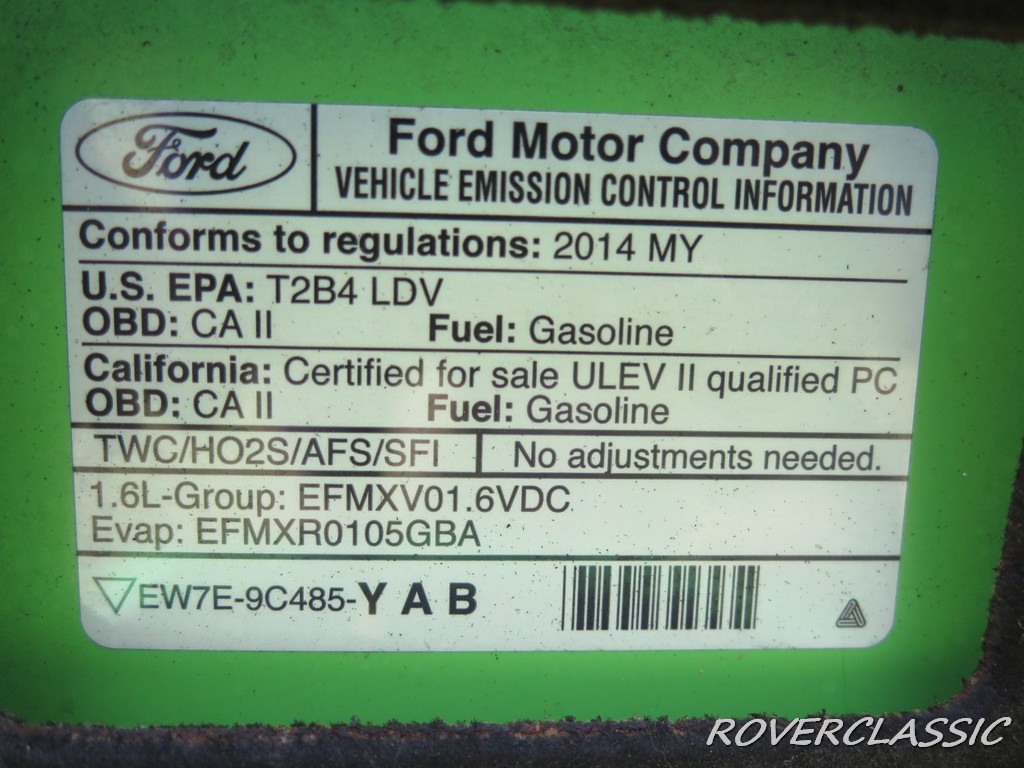 Ford
Ford Motor Company
VEHICLE EMISSION CONTROL INFORMATION
Conforms to regulations: 2014 MY
U.S. EPA: T2B4 LDV
OBD: CA II Fuel: Gasoline
California: Certified for sale ULEV II qualified PC
OBD: CA II Fuel: Gasoline
TWC/HO2S/AFS/SFI No adjustments needed.
1.6L-Group: EFMXV01.6VDC
Evap: EFMXR0105GBA
EW7E-9C485-Y A B
ROVERCLASSIC